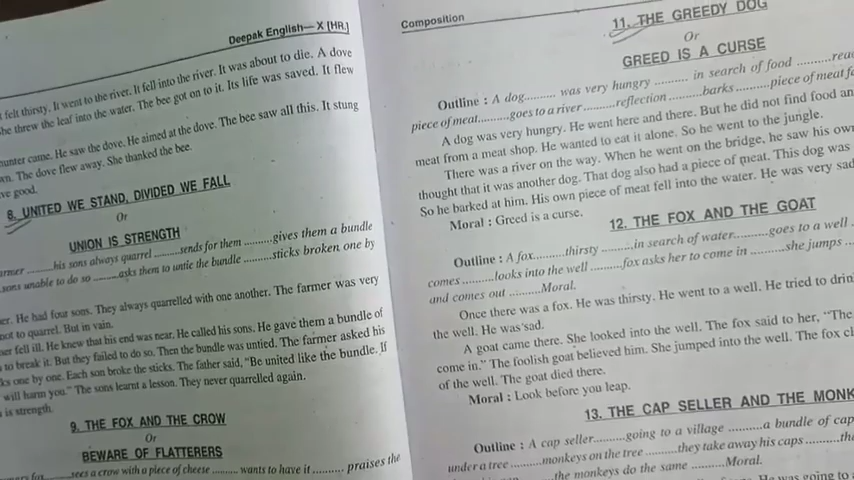 Deepak English—X [HR.]
felt thirsty. It went to the river. It fell into the river. It was about to die. A dove
she threw the leaf into the water. The bee got on to it. Its life was saved. It flew
hunter came. He saw the dove. He aimed at the dove. The bee saw all this. It stung
The dove flew away. She thanked the bee.
good.
8. UNITED WE STAND, DIVIDED WE FALL
Or
UNION IS STRENGTH
.........his sons always quarrel.........sends for them.........gives them a bundle
sons unable to do so.........asks them to untie the bundle.........sticks broken one by
He had four sons. They always quarrelled with one another. The farmer was very
not to quarrel. But in vain.
fell ill. He knew that his end was near. He called his sons. He gave them a bundle of
to break it. But they failed to do so. Then the bundle was untied. The farmer asked his
one by one. Each son broke the sticks. The father said, "Be united like the bundle. If
will harm you." The sons learnt a lesson. They never quarrelled again.
is strength.
9. THE FOX AND THE CROW
Or
BEWARE OF FLATTERERS
sees a crow with a piece of cheese ......... wants to have it .......... praises the
Composition
11. THE GREEDY DOG
Or
GREED IS A CURSE
Outline : A dog.......... was very hungry .......... in search of food ..........
piece of meat.........goes to a river..........reflection .........barks ..........piece of meat
A dog was very hungry. He went here and there. But he did not find food
meat from a meat shop. He wanted to eat it alone. So he went to the jungle.
There was a river on the way. When he went on the bridge, he saw his own
thought that it was another dog. That dog also had a piece of meat. This dog was
So he barked at him. His own piece of meat fell into the water. He was very sad
Moral : Greed is a curse.
12. THE FOX AND THE GOAT
Outline : A fox..........thirsty ..........in search of water.........goes to a well
comes ..........looks into the well ..........fox asks her to come in ..........she jumps
and comes out ..........Moral.
Once there was a fox. He was thirsty. He went to a well. He tried to drink
the well. He was sad.
A goat came there. She looked into the well. The fox said to her, "The
come in." The foolish goat believed him. She jumped into the well. The fox
of the well. The goat died there.
Moral : Look before you leap.
13. THE CAP SELLER AND THE
Outline : A cap seller..........going to a village ..........a bundle of
under a tree ..........monkeys on the tree ..........they take away his caps ..........
the monkeys do the same ..........Moral.
He was going to